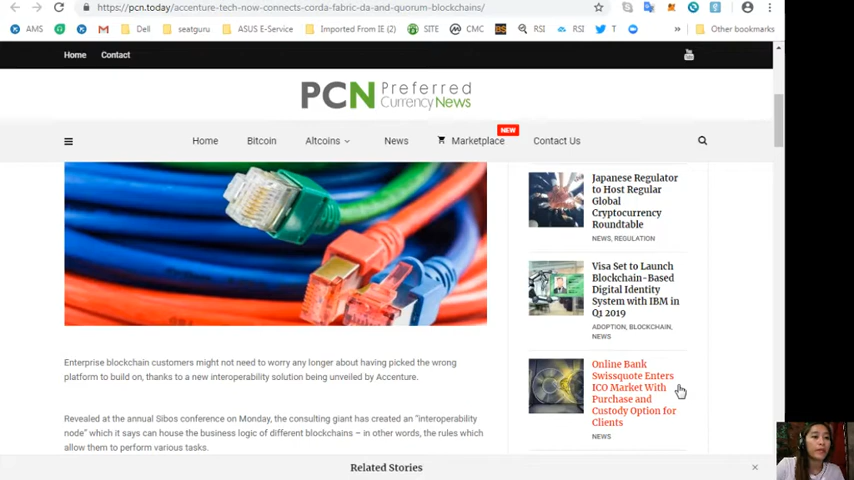 https://pcn.today/accenture-tech-now-connects-corda-fabric-da-and-quorum-blockchains/
AMS
Dell
seatguru
ASUS E-Service
Imported From IE (2)
SITE
CMC
RSI
RSI
T
»
Other bookmarks
Home
Contact
PCN Preferred
Currency News
NEW
Home
Bitcoin
Altcoins
News
Marketplace
Contact Us
Japanese Regulator
to Host Regular
Global
Cryptocurrency
Roundtable
NEWS, REGULATION
Visa Set to Launch
Blockchain-Based
Digital Identity
System with IBM in
Q1 2019
ADOPTION, BLOCKCHAIN,
NEWS
Online Bank
Swissquote Enters
ICO Market With
Purchase and
Custody Option for
Clients
NEWS
Enterprise blockchain customers might not need to worry any longer about having picked the wrong
platform to build on, thanks to a new interoperability solution being unveiled by Accenture.
Revealed at the annual Sibos conference on Monday, the consulting giant has created an "interoperability
node" which it says can house the business logic of different blockchains – in other words, the rules which
allow them to perform various tasks.
Related Stories